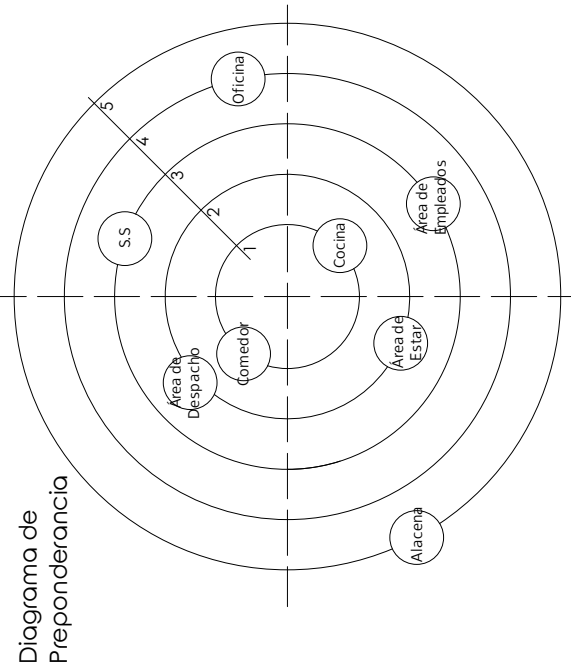 Diagrama de
Preponderancia
S.S
Oficina
5
4
3
2
1
Área de
Despacho
Comedor
Cocina
Área de
Empleados
Área de
Estar
Alacena